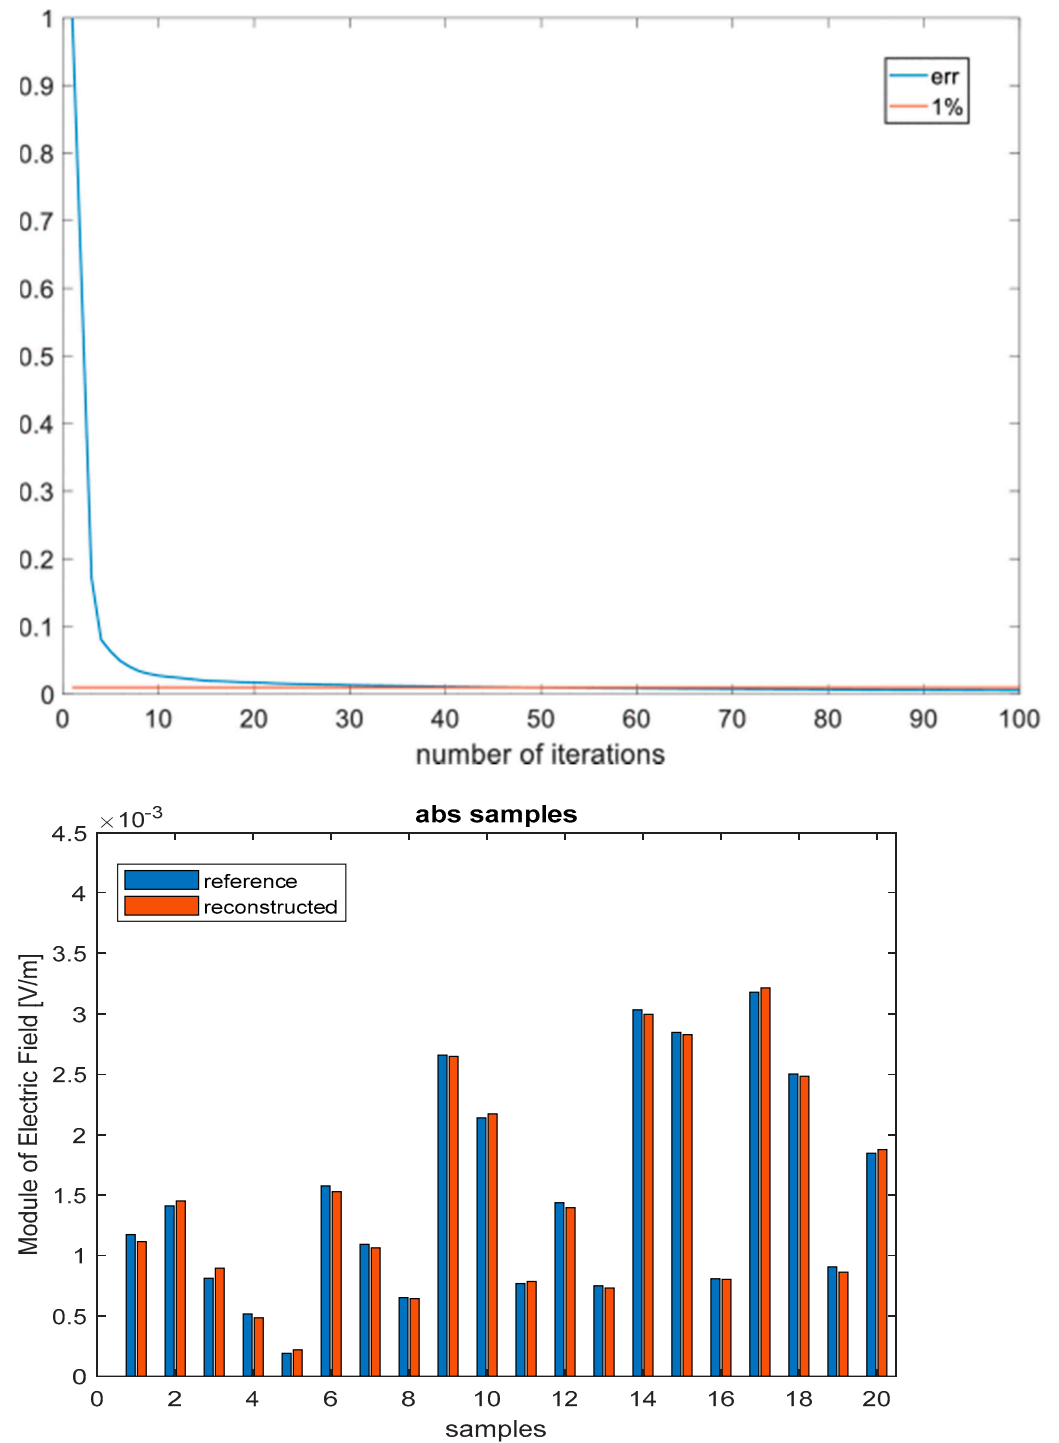 1
0.9
0.8
0.7
0.6
0.5
0.4
0.3
0.2
0.1
0
err
1%
0 10 20 30 40 50 60 70 80 90 100
number of iterations
abs samples
×10-3
4.5
4
3.5
3
2.5
2
1.5
1
0.5
0
reference
reconstructed
Module of Electric Field [V/m]
0 2 4 6 8 10 12 14 16 18 20
samples